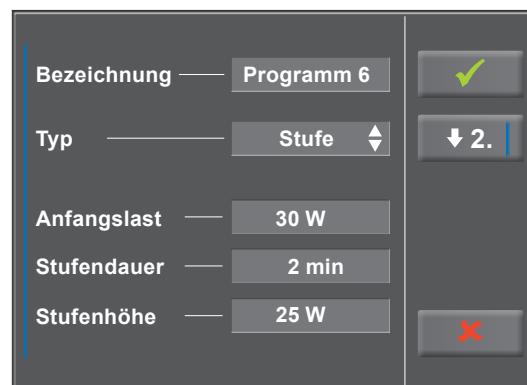 Bezeichnung Programm 6
Typ Stufe 2.
Anfangslast 30 W
Stufendauer 2 min
Stufenhöhe 25 W